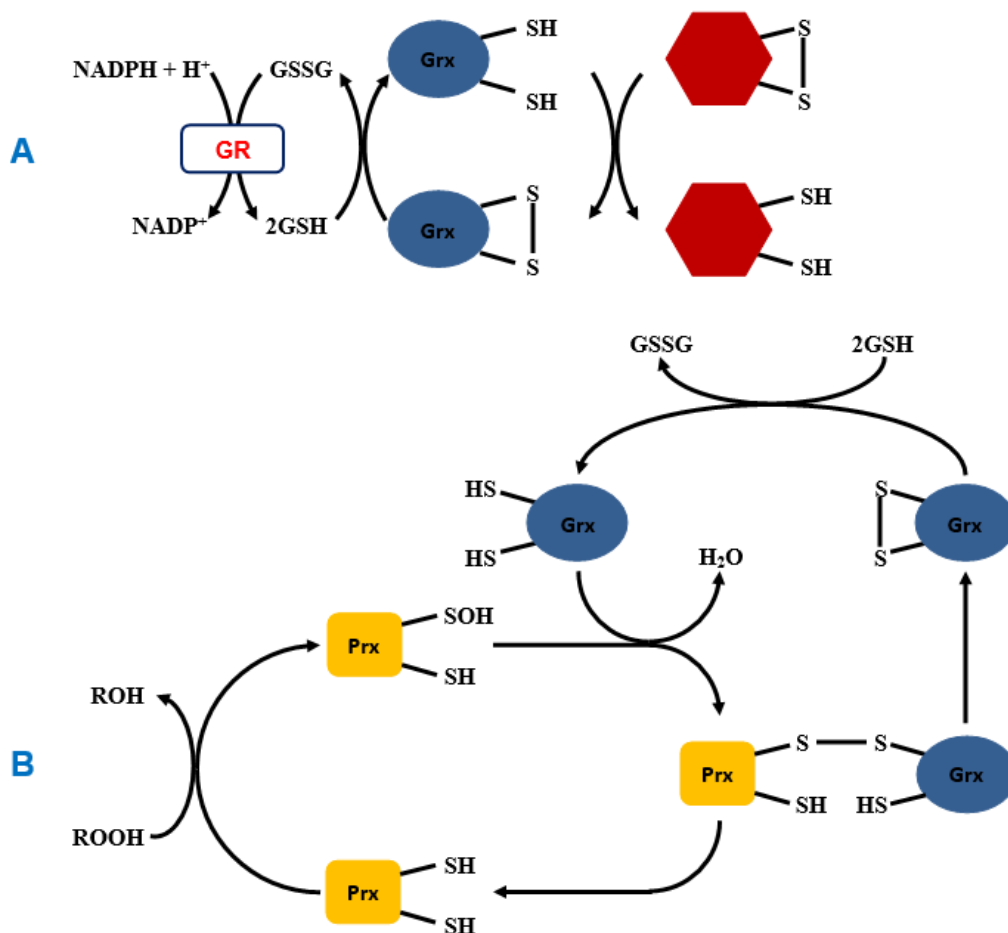 A
NADPH + H⁺
GSSG
Grx
SH
SH
S
S
GR
NADP⁺
2GSH
Grx
S
S
SH
SH
B
GSSG
2GSH
HS
HS
Grx
S
S
Grx
H₂O
Prx
SOH
SH
ROH
ROOH
Prx
S
S
SH
HS
Grx
Prx
SH
SH